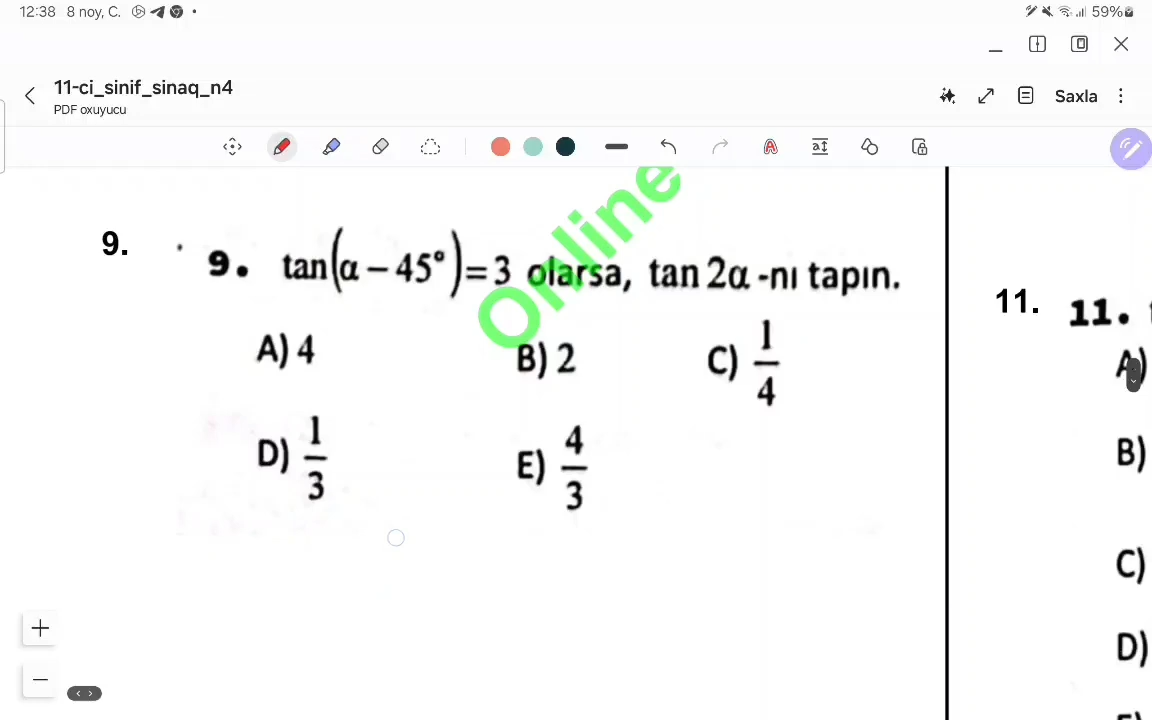 12:38 8 noy, C. 59%
11-ci_sinif_sinaq_n4
PDF oxuyucu
Saxla
Online
9. 9. tan(α − 45°) = 3 olarsa, tan 2α -nı tapın.
A) 4 B) 2 C) 1/4
D) 1/3 E) 4/3
11. 11.
A)
B)
C)
D)